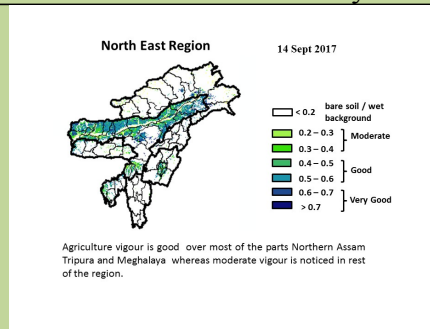 North East Region
14 Sept 2017
< 0.2 bare soil / wet
background
0.2 – 0.3
Moderate
0.3 – 0.4
0.4 – 0.5
Good
0.5 – 0.6
0.6 – 0.7
Very Good
> 0.7
Agriculture vigour is good over most of the parts Northern Assam
Tripura and Meghalaya whereas moderate vigour is noticed in rest
of the region.